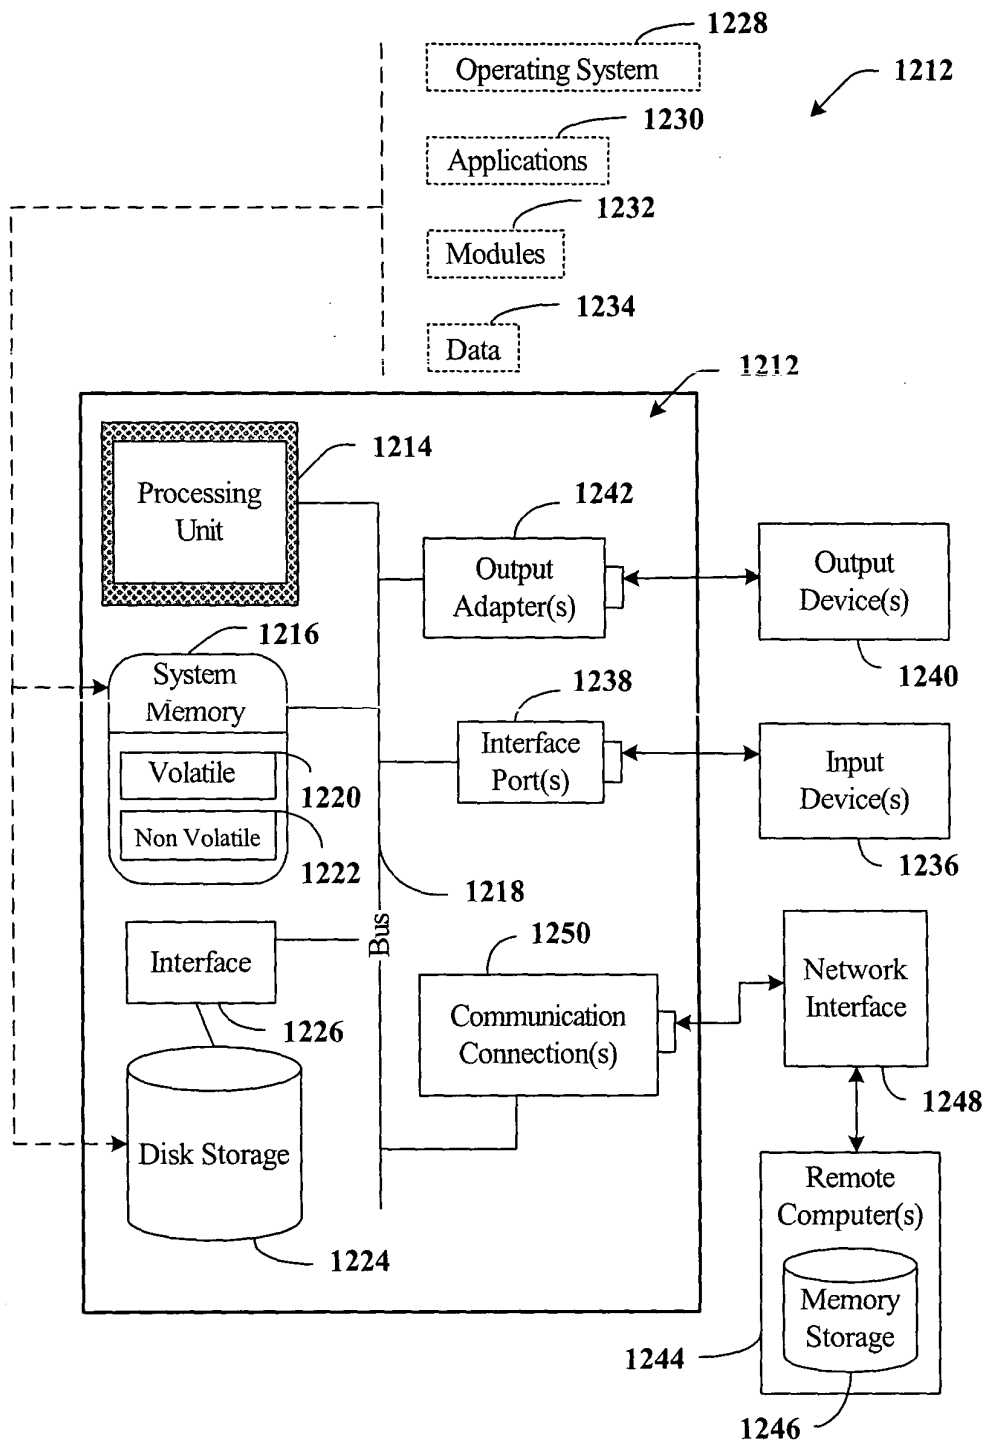 1228
Operating System
1212
1230
Applications
1232
Modules
1234
Data
1212
1214
Processing
Unit
1242
Output
Adapter(s)
Output
Device(s)
1240
1216
System
Memory
Volatile
1220
Non Volatile
1222
1238
Interface
Port(s)
Input
Device(s)
1236
1218
Bus
Interface
1226
1250
Communication
Connection(s)
Network
Interface
1248
Disk Storage
1224
Remote
Computer(s)
Memory
Storage
1244
1246